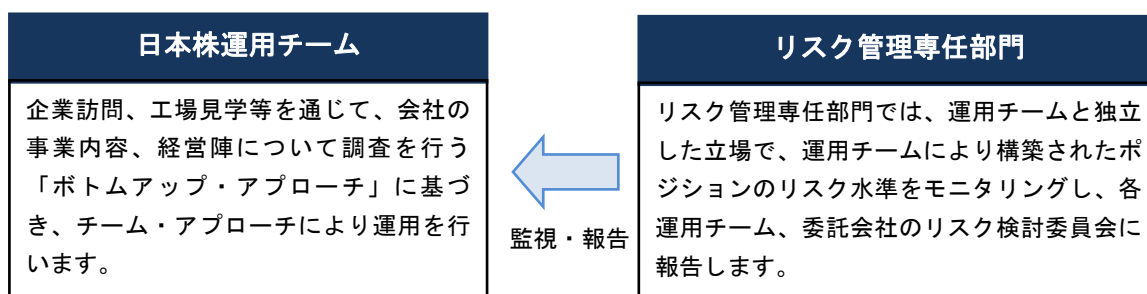 日本株運用チーム
企業訪問、工場見学等を通じて、会社の
事業内容、経営陣について調査を行う
「ボトムアップ・アプローチ」に基づ
き、チーム・アプローチにより運用を行
います。
監視・報告
リスク管理専任部門
リスク管理専任部門では、運用チームと独立
した立場で、運用チームにより構築されたポ
ジションのリスク水準をモニタリングし、各
運用チーム、委託会社のリスク検討委員会に
報告します。